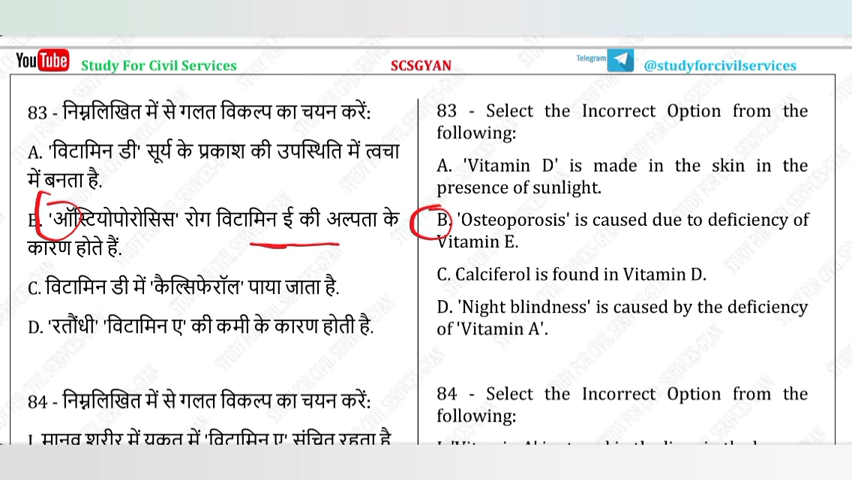 YouTube Study For Civil Services SCSGYAN Telegram @studyforcivilservices
83 - निम्नलिखित में से गलत विकल्प का चयन करें:
A. 'विटामिन डी' सूर्य के प्रकाश की उपस्थिति में त्वचा
में बनता है.
B. 'ऑस्टियोपोरोसिस' रोग विटामिन ई की अल्पता के
कारण होते हैं.
C. विटामिन डी में 'कैल्सिफेरॉल' पाया जाता है.
D. 'रतौंधी' 'विटामिन ए' की कमी के कारण होती है.
84 - निम्नलिखित में से गलत विकल्प का चयन करें:
I. मानव शरीर में यकृत में 'विटामिन ए' संचित रहता है
83 - Select the Incorrect Option from the
following:
A. 'Vitamin D' is made in the skin in the
presence of sunlight.
B. 'Osteoporosis' is caused due to deficiency of
Vitamin E.
C. Calciferol is found in Vitamin D.
D. 'Night blindness' is caused by the deficiency
of 'Vitamin A'.
84 - Select the Incorrect Option from the
following: